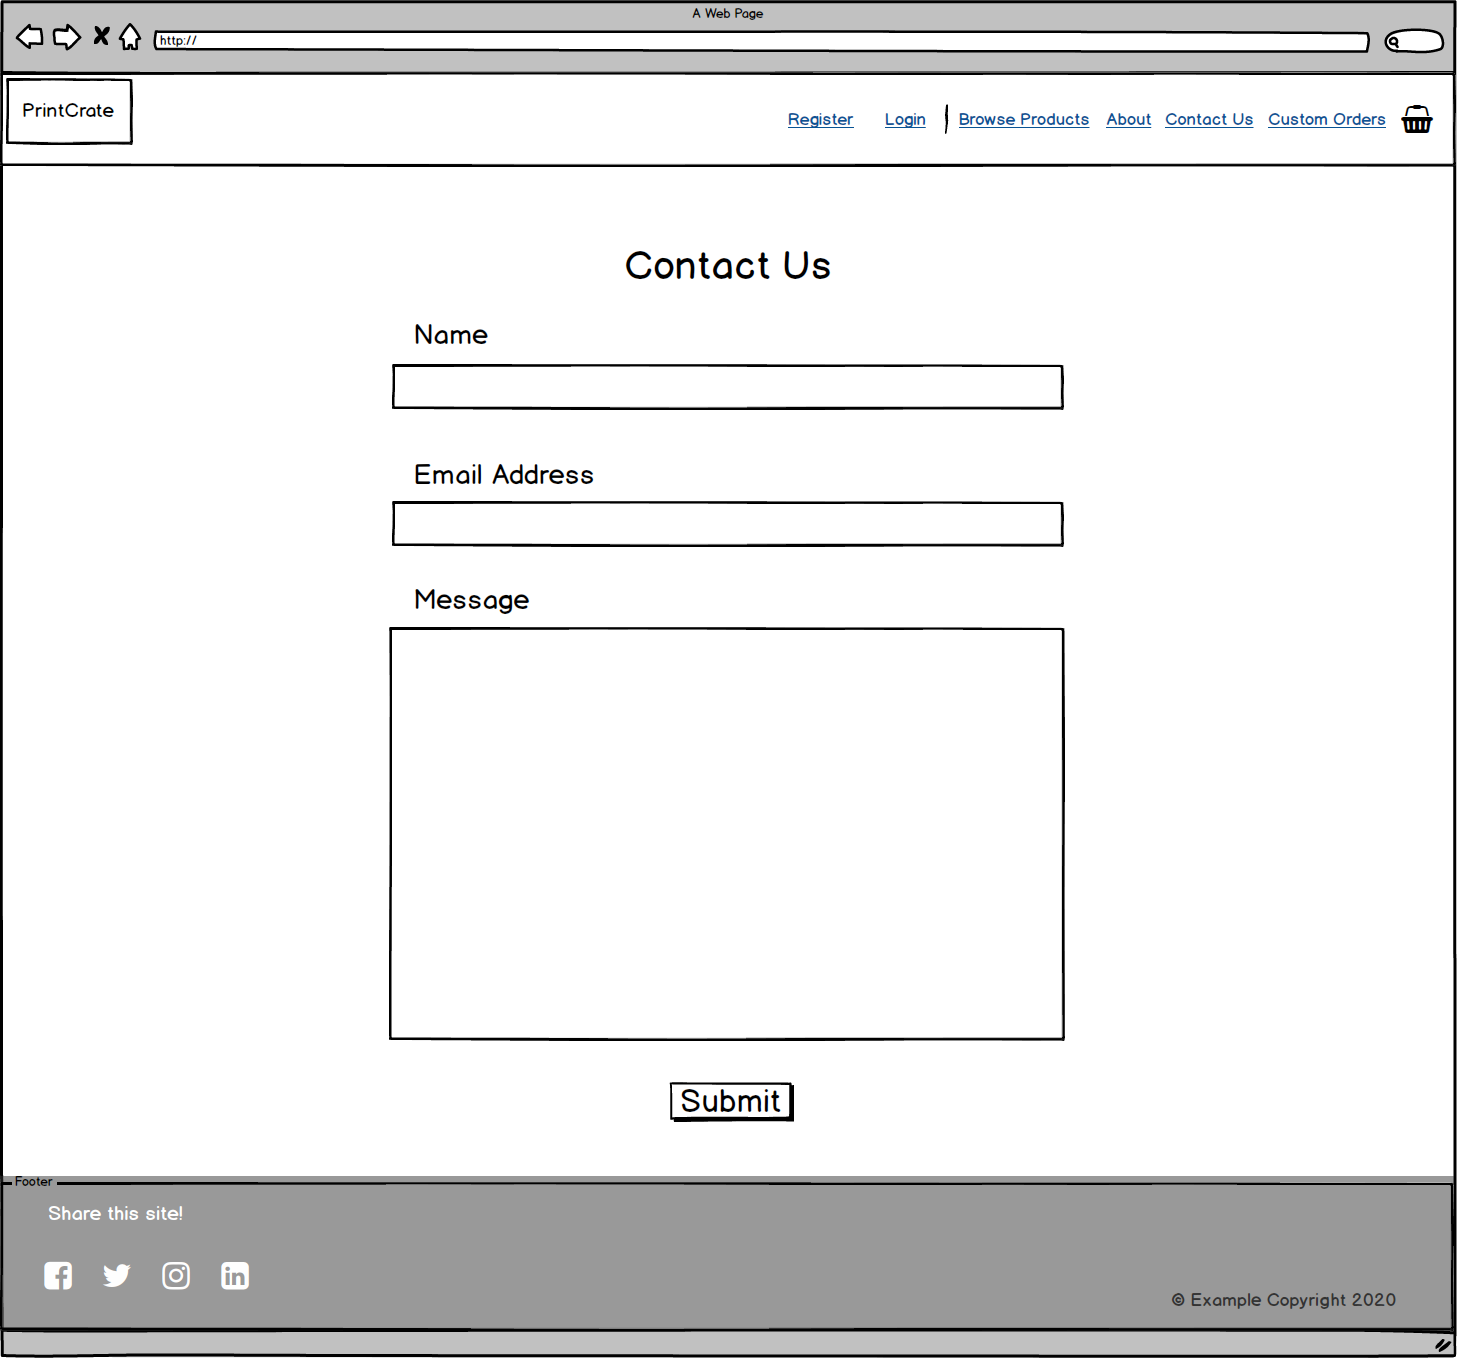 A Web Page
http://
PrintCrate
Register Login Browse Products About Contact Us Custom Orders
Contact Us
Name
Email Address
Message
Submit
Footer
Share this site!
© Example Copyright 2020